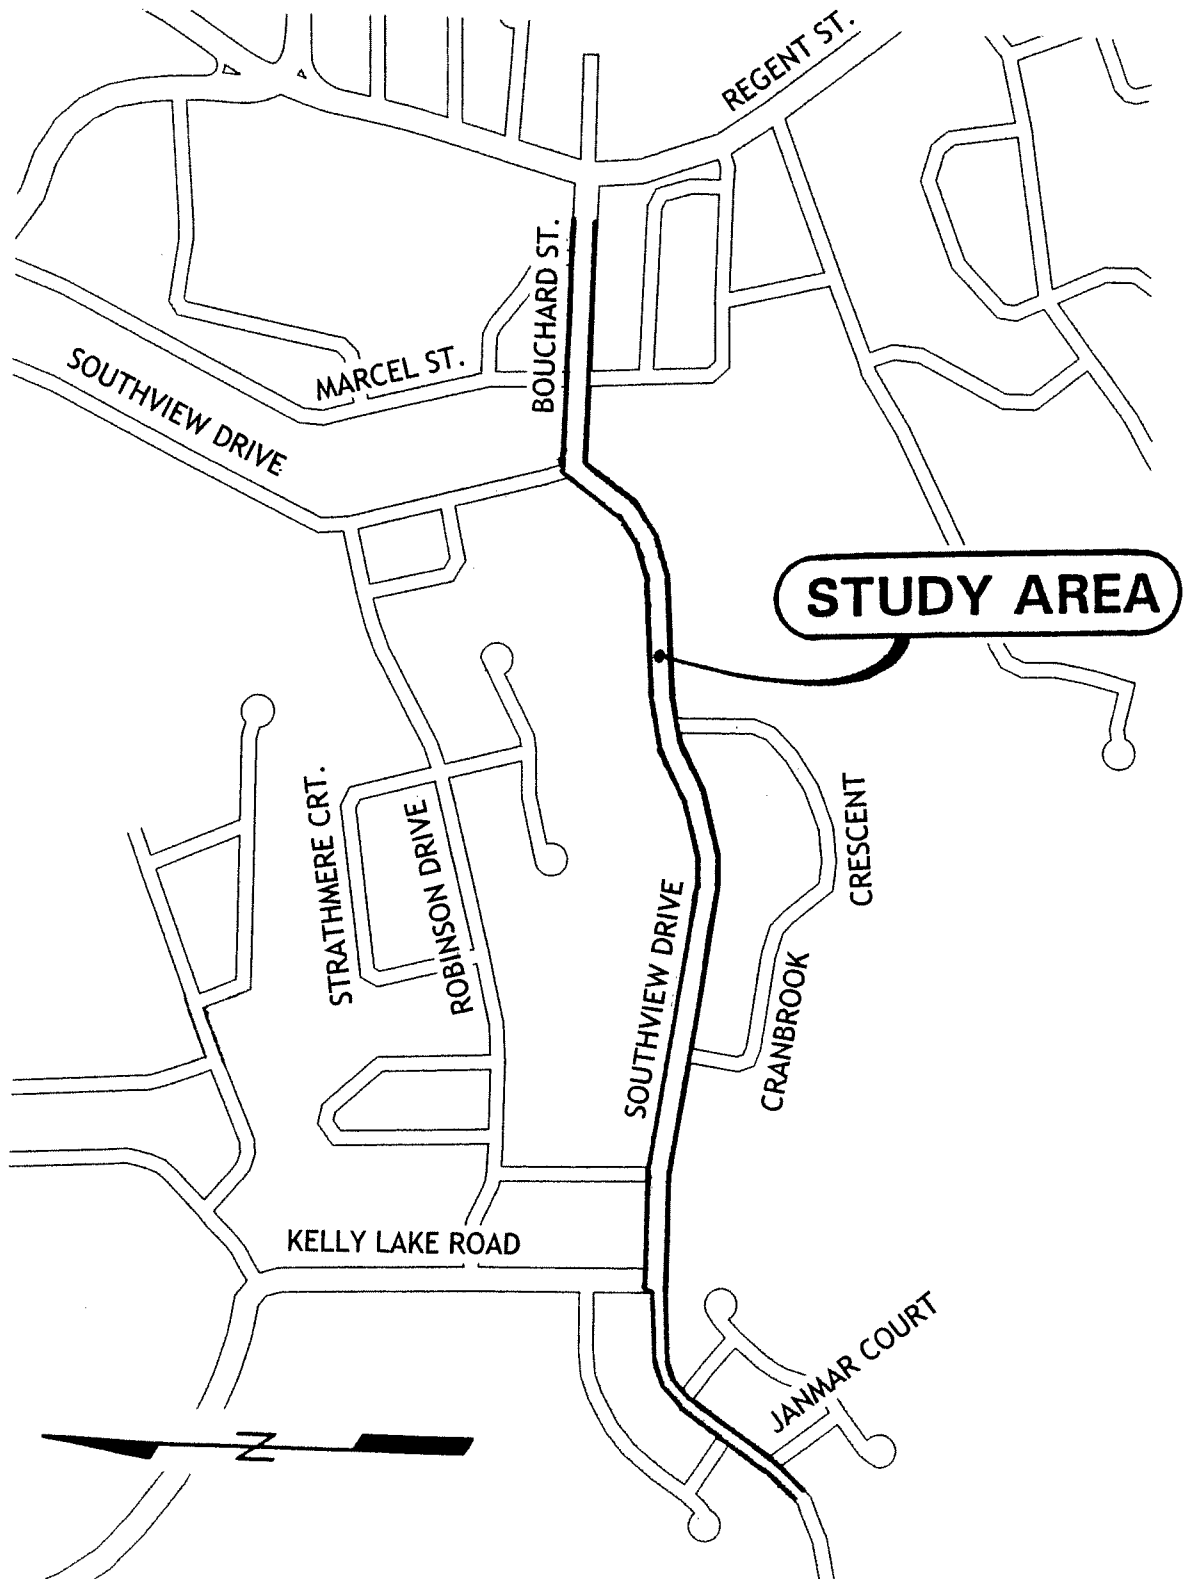 REGENT ST.
BOUCHARD ST.
MARCEL ST.
SOUTHVIEW DRIVE
STUDY AREA
STRATHMERE CRT.
ROBINSON DRIVE
CRESCENT
SOUTHVIEW DRIVE
CRANBROOK
KELLY LAKE ROAD
JANMAR COURT
N